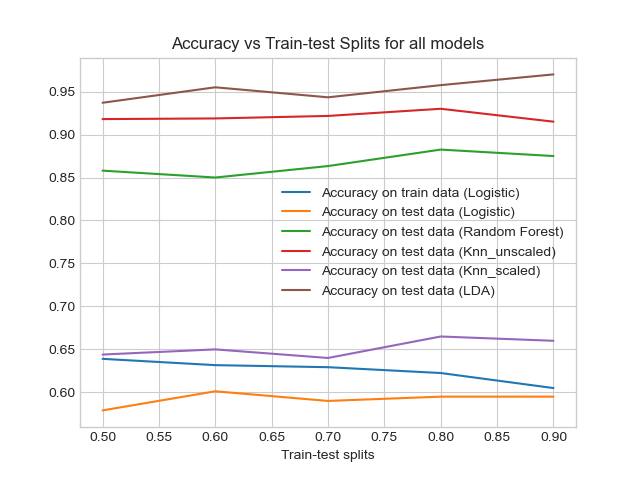 Accuracy vs Train-test Splits for all models
0.95
0.90
0.85
0.80
0.75
0.70
0.65
0.60
Accuracy on train data (Logistic)
Accuracy on test data (Logistic)
Accuracy on test data (Random Forest)
Accuracy on test data (Knn_unscaled)
Accuracy on test data (Knn_scaled)
Accuracy on test data (LDA)
0.50 0.55 0.60 0.65 0.70 0.75 0.80 0.85 0.90
Train-test splits